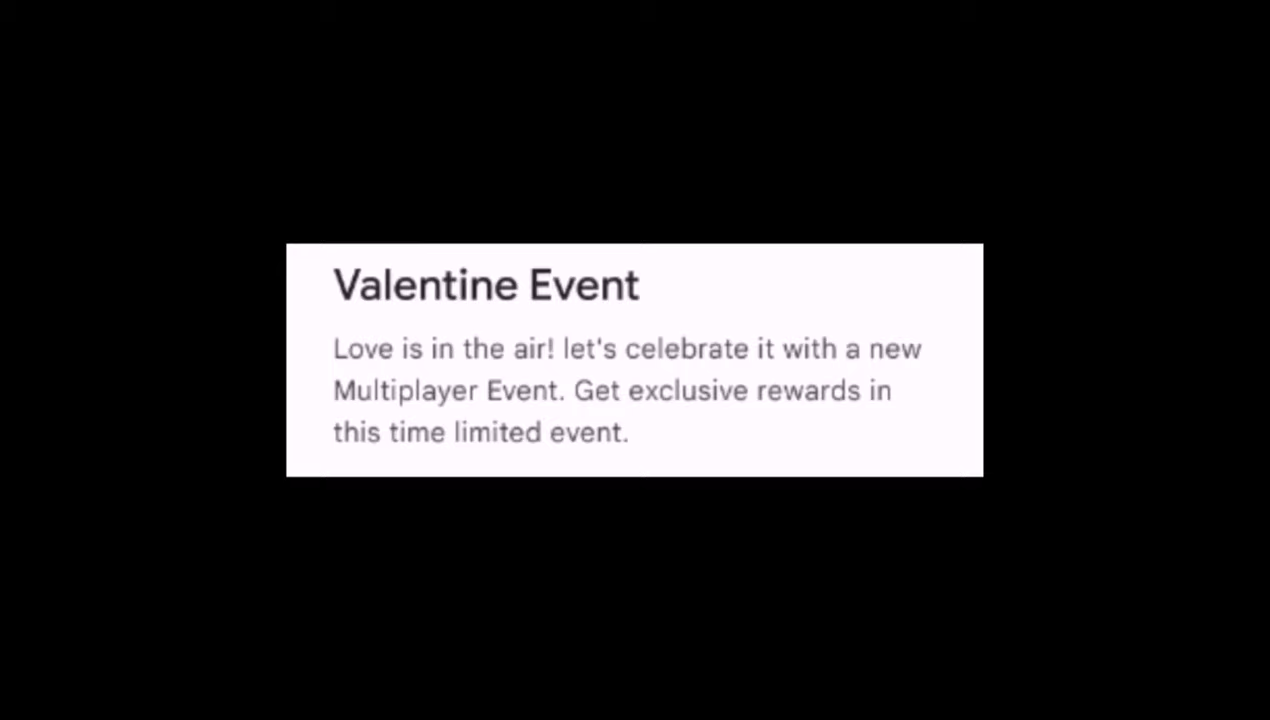 Valentine Event
Love is in the air! let's celebrate it with a new
Multiplayer Event. Get exclusive rewards in
this time limited event.